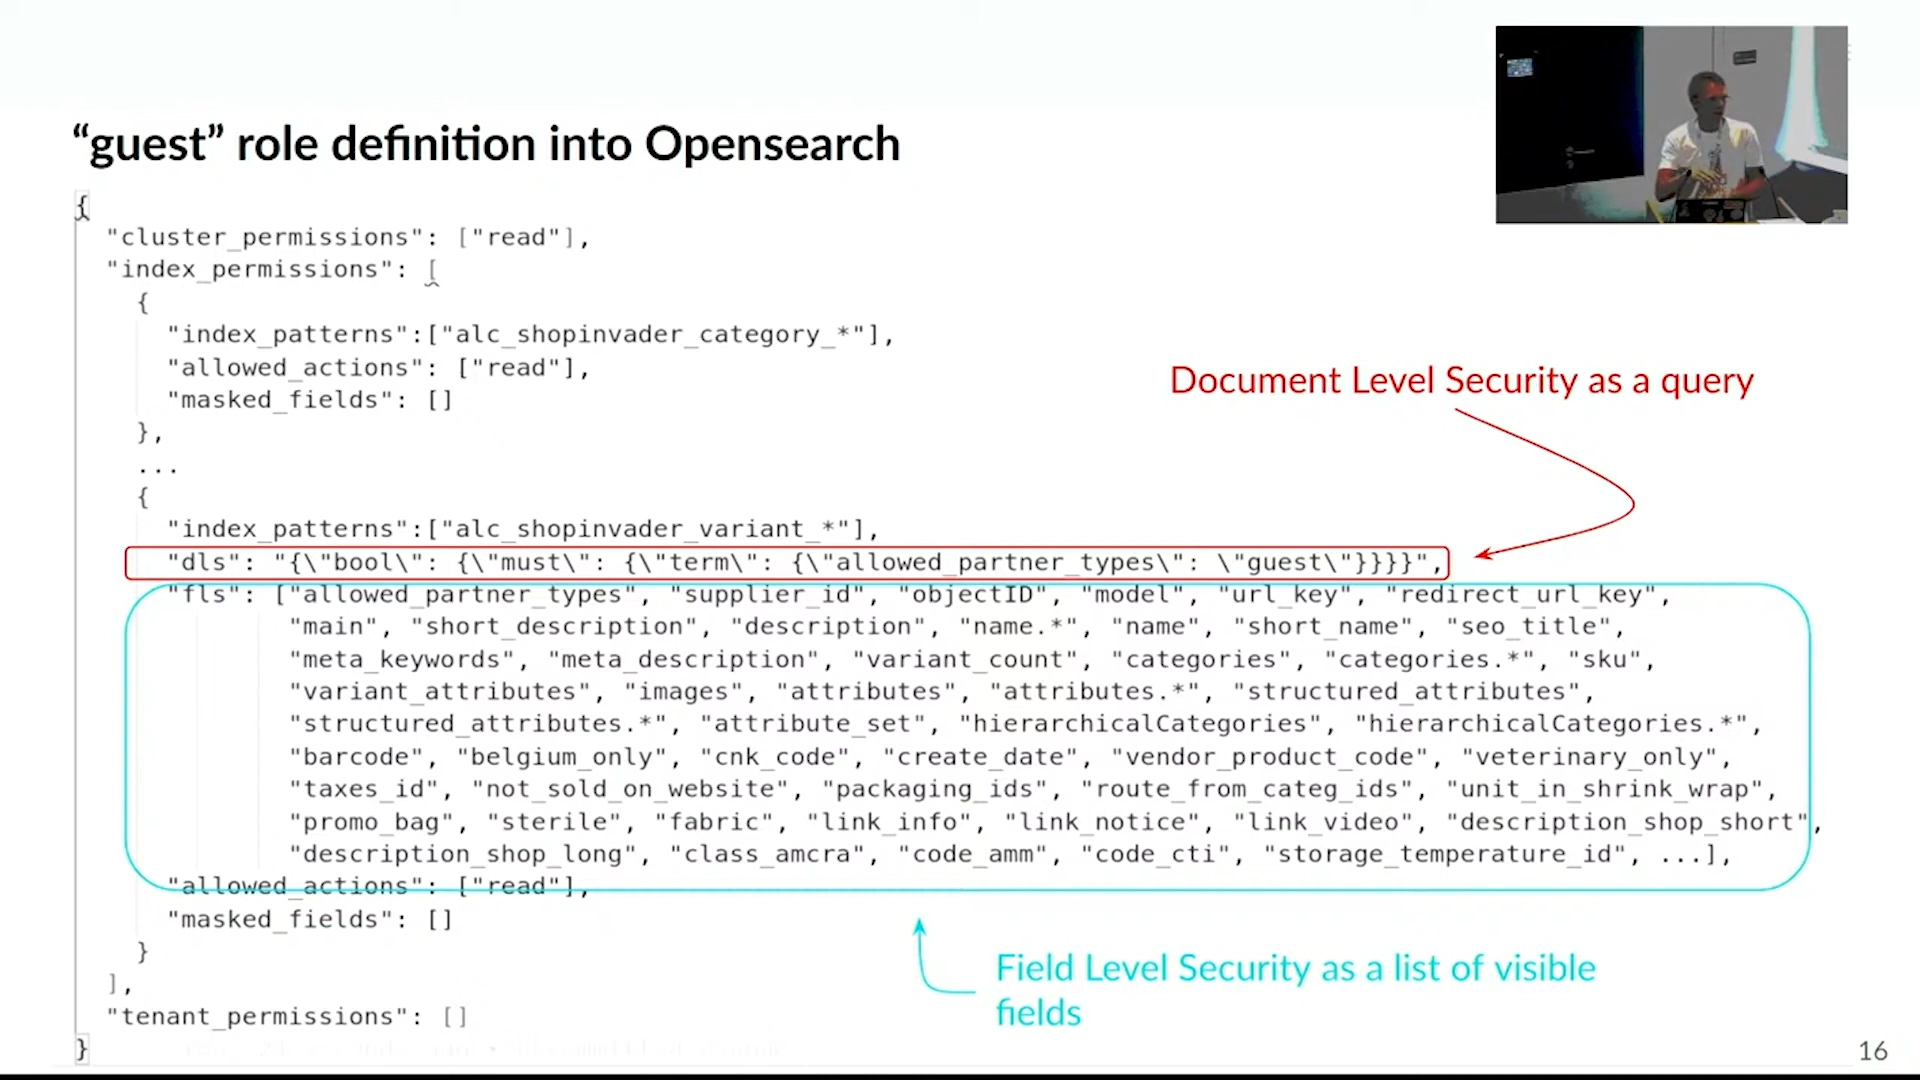 “guest” role definition into Opensearch
{
"cluster_permissions": ["read"],
"index_permissions": [
{
"index_patterns":["alc_shopinvader_category_*"],
"allowed_actions": ["read"],
"masked_fields": []
},
...
{
"index_patterns":["alc_shopinvader_variant_*"],
"dls": "{\"bool\": {\"must\": {\"term\": {\"allowed_partner_types\": \"guest\"}}}}",
"fls": ["allowed_partner_types", "supplier_id", "objectID", "model", "url_key", "redirect_url_key",
"main", "short_description", "description", "name.*", "name", "short_name", "seo_title",
"meta_keywords", "meta_description", "variant_count", "categories", "categories.*", "sku",
"variant_attributes", "images", "attributes", "attributes.*", "structured_attributes",
"structured_attributes.*", "attribute_set", "hierarchicalCategories", "hierarchicalCategories.*",
"barcode", "belgium_only", "cnk_code", "create_date", "vendor_product_code", "veterinary_only",
"taxes_id", "not_sold_on_website", "packaging_ids", "route_from_categ_ids", "unit_in_shrink_wrap",
"promo_bag", "sterile", "fabric", "link_info", "link_notice", "link_video", "description_shop_short",
"description_shop_long", "class_amcra", "code_amm", "code_cti", "storage_temperature_id", ...],
"allowed_actions": ["read"],
"masked_fields": []
}
],
"tenant_permissions": []
}
Document Level Security as a query
Field Level Security as a list of visible
fields
16